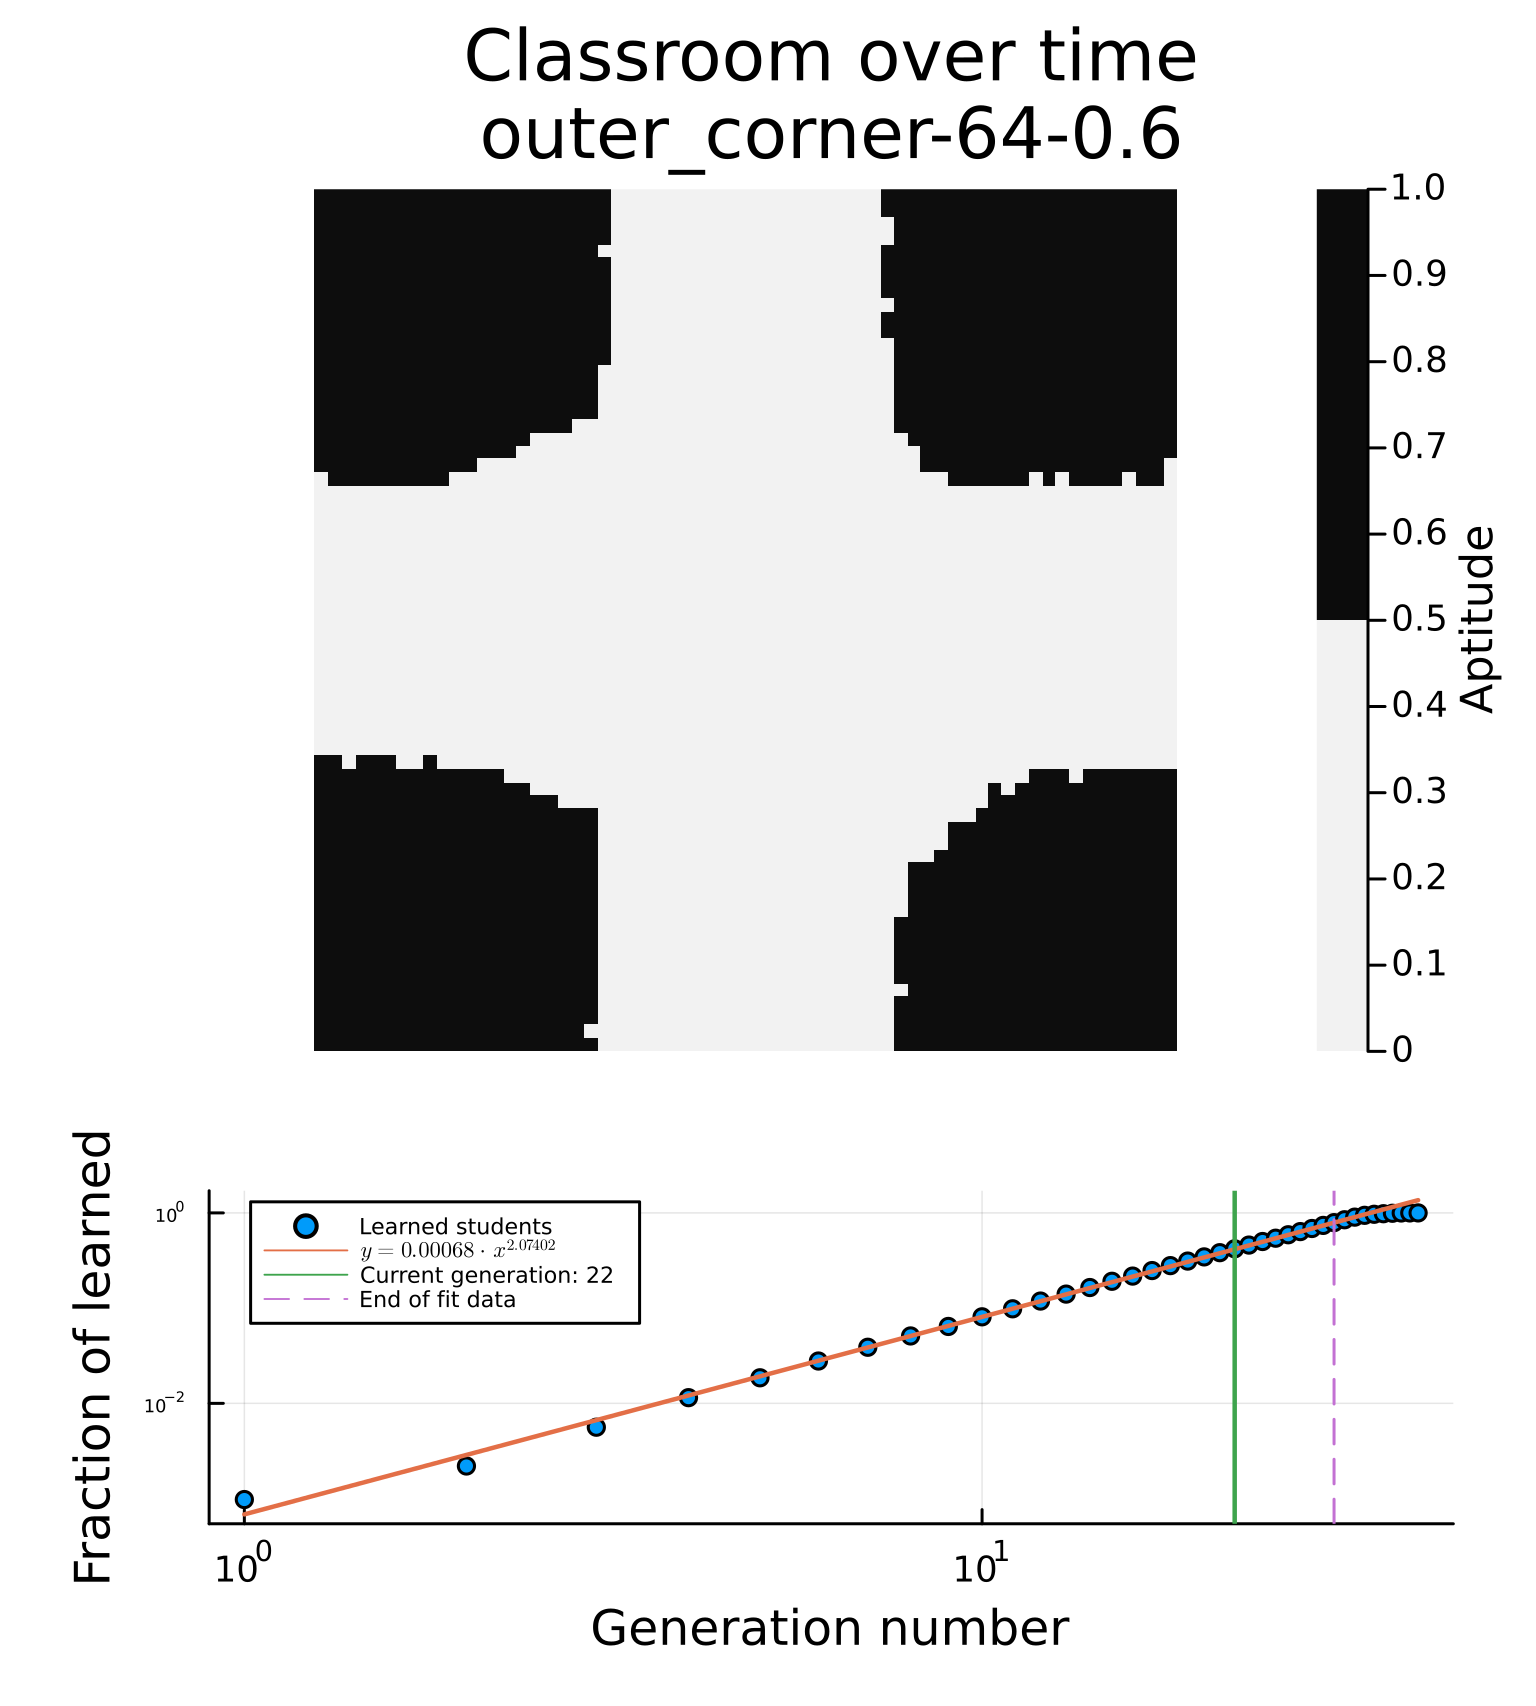 Classroom over time
outer_corner-64-0.6
1.0
0.9
0.8
0.7
0.6
0.5
0.4
0.3
0.2
0.1
0
Aptitude
Fraction of learned
10⁰
10⁻²
Learned students
y = 0.00068 · x^2.07402
Current generation: 22
End of fit data
10⁰
10¹
Generation number